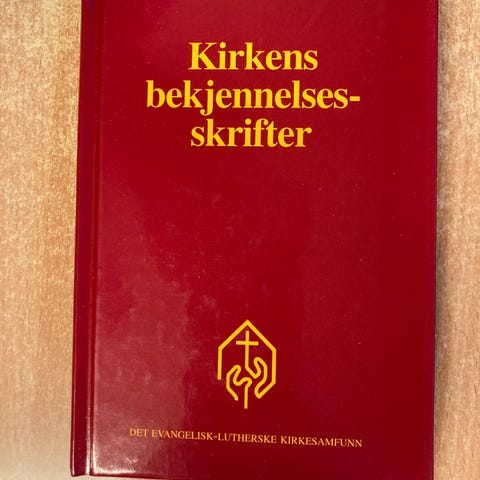 Kirkens
bekjennelses-
skrifter
DET EVANGELISK-LUTHERSKE KIRKESAMFUNN